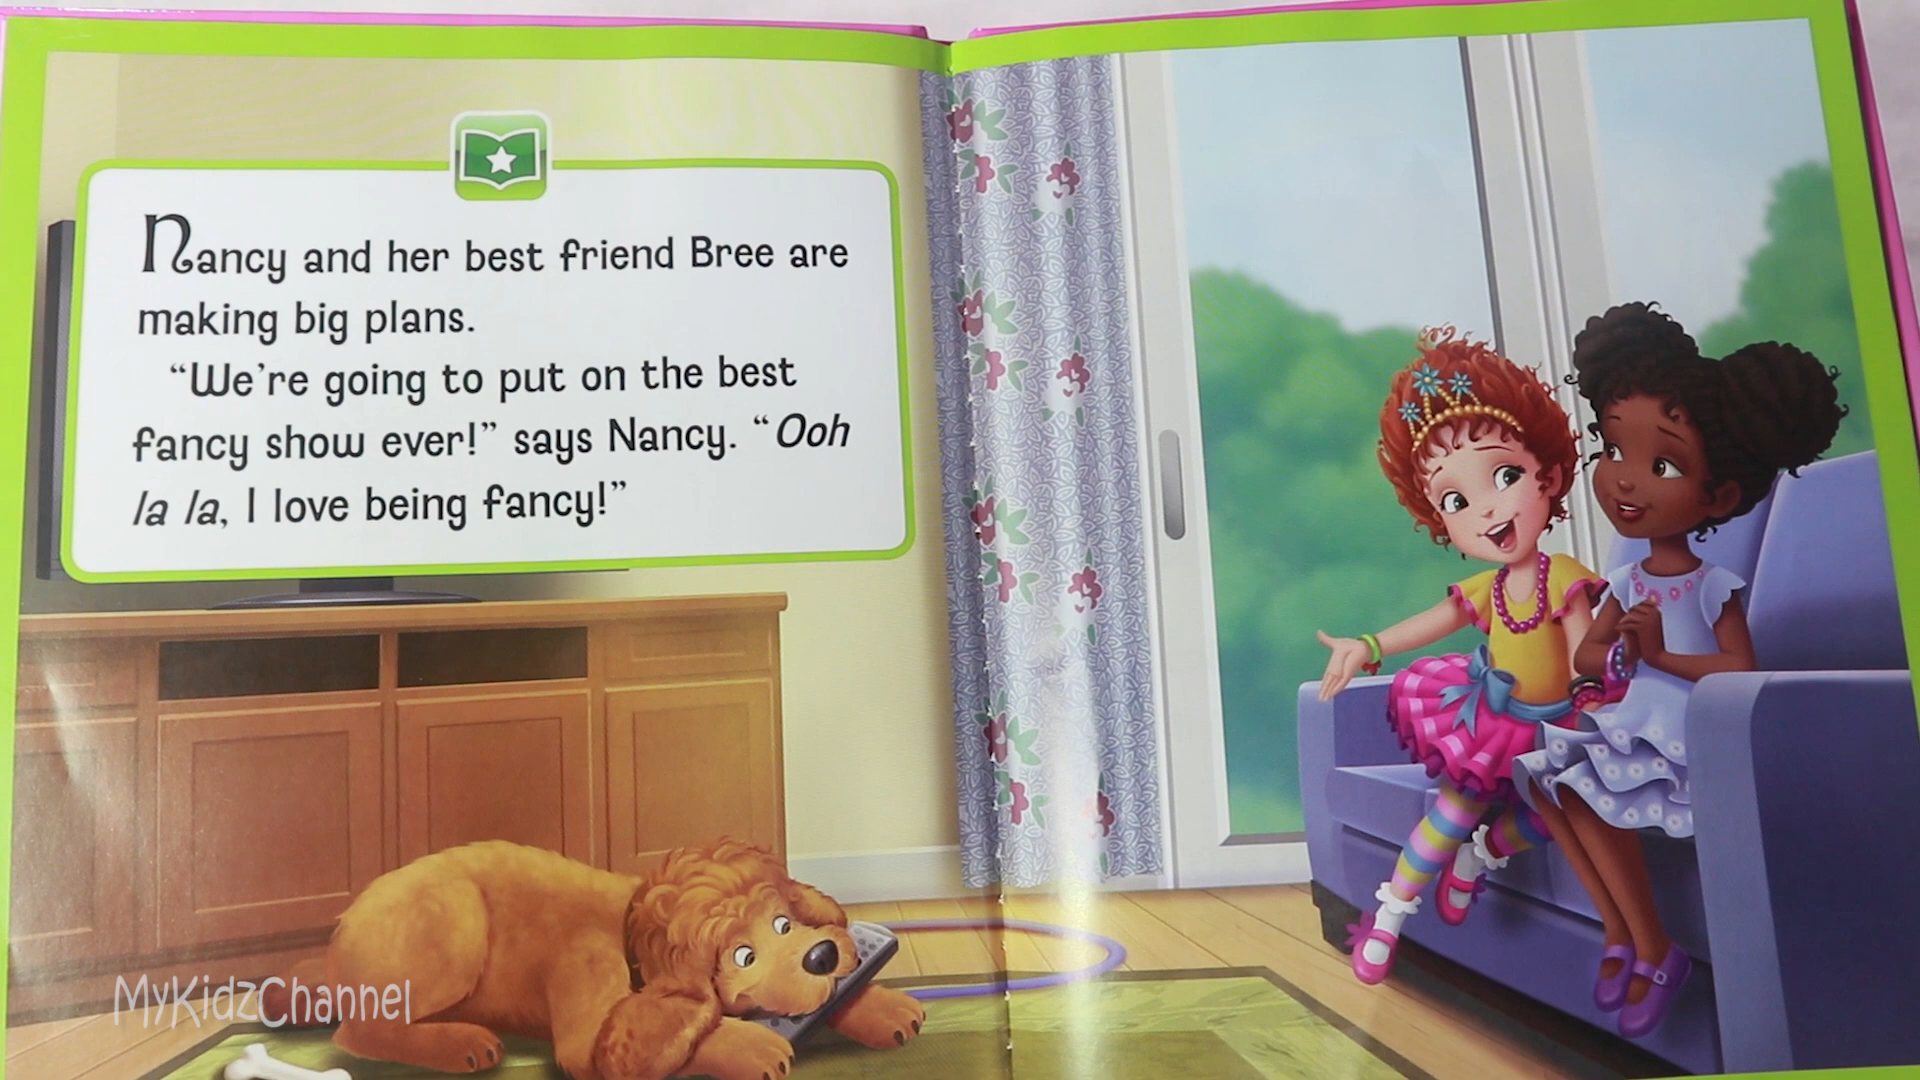 Nancy and her best friend Bree are
making big plans.
“We’re going to put on the best
fancy show ever!” says Nancy. “Ooh
la la, I love being fancy!”
MyKidzChannel